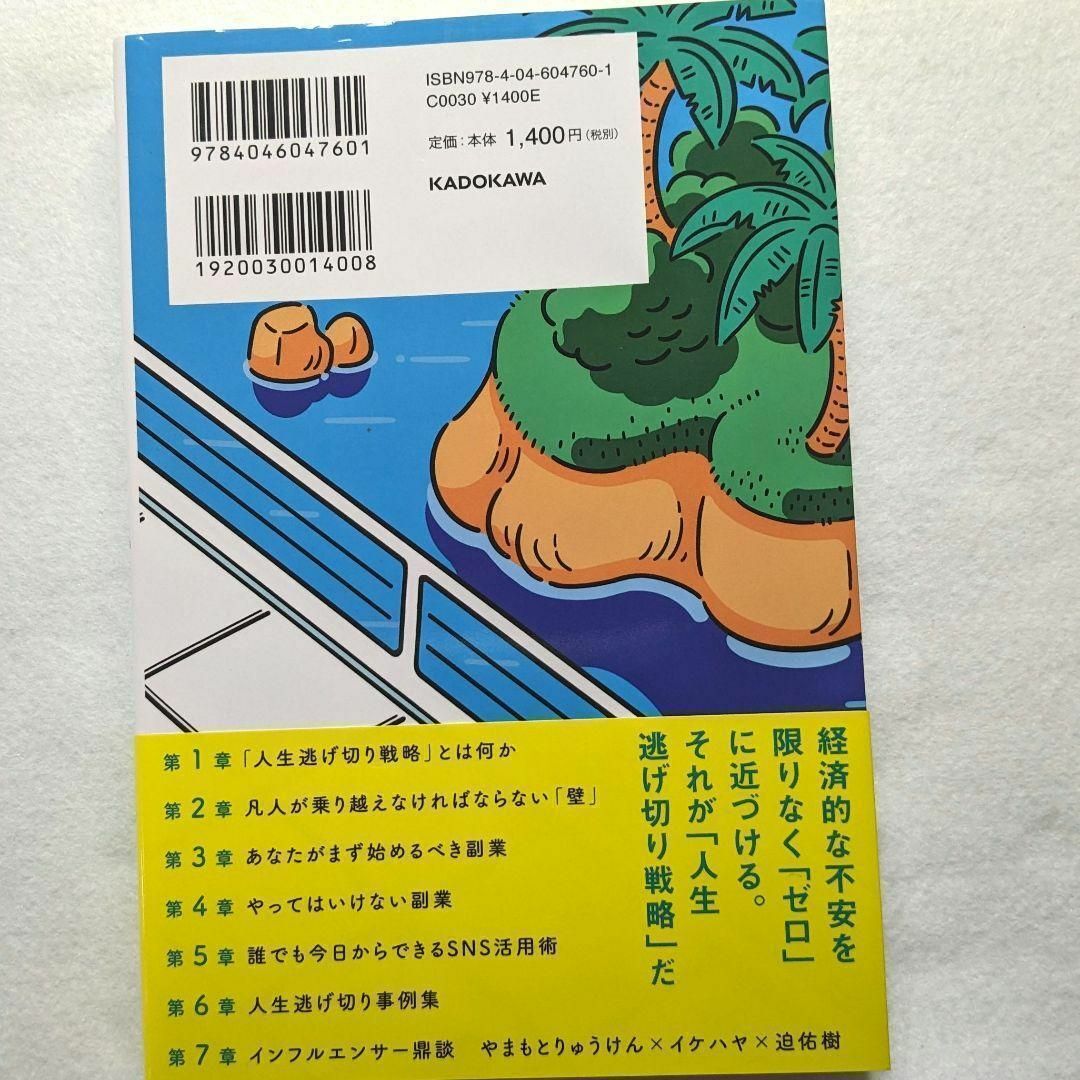 ISBN978-4-04-604760-1
C0030 ¥1400E
定価：本体 1,400円（税別）
KADOKAWA
9784046047601
1920030014008
経済的な不安を
限りなく「ゼロ」
に近づける。
それが「人生
逃げ切り戦略」だ
第1章 「人生逃げ切り戦略」とは何か
第2章 凡人が乗り越えなければならない「壁」
第3章 あなたがまず始めるべき副業
第4章 やってはいけない副業
第5章 誰でも今日からできるSNS活用術
第6章 人生逃げ切り事例集
第7章 インフルエンサー鼎談 やまもとりゅうけん×イケハヤ×迫佑樹